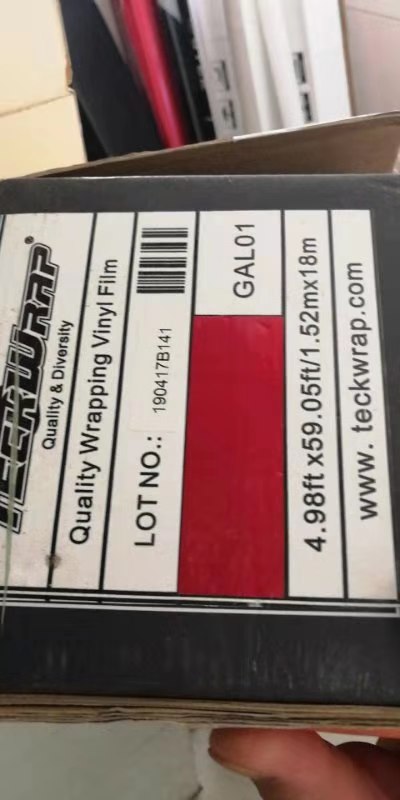 TECKWRAP®
Quality & Diversity
Quality Wrapping Vinyl Film
LOT NO.: 190417B141
GAL01
4.98ft x59.05ft/1.52mx18m
www. teckwrap.com